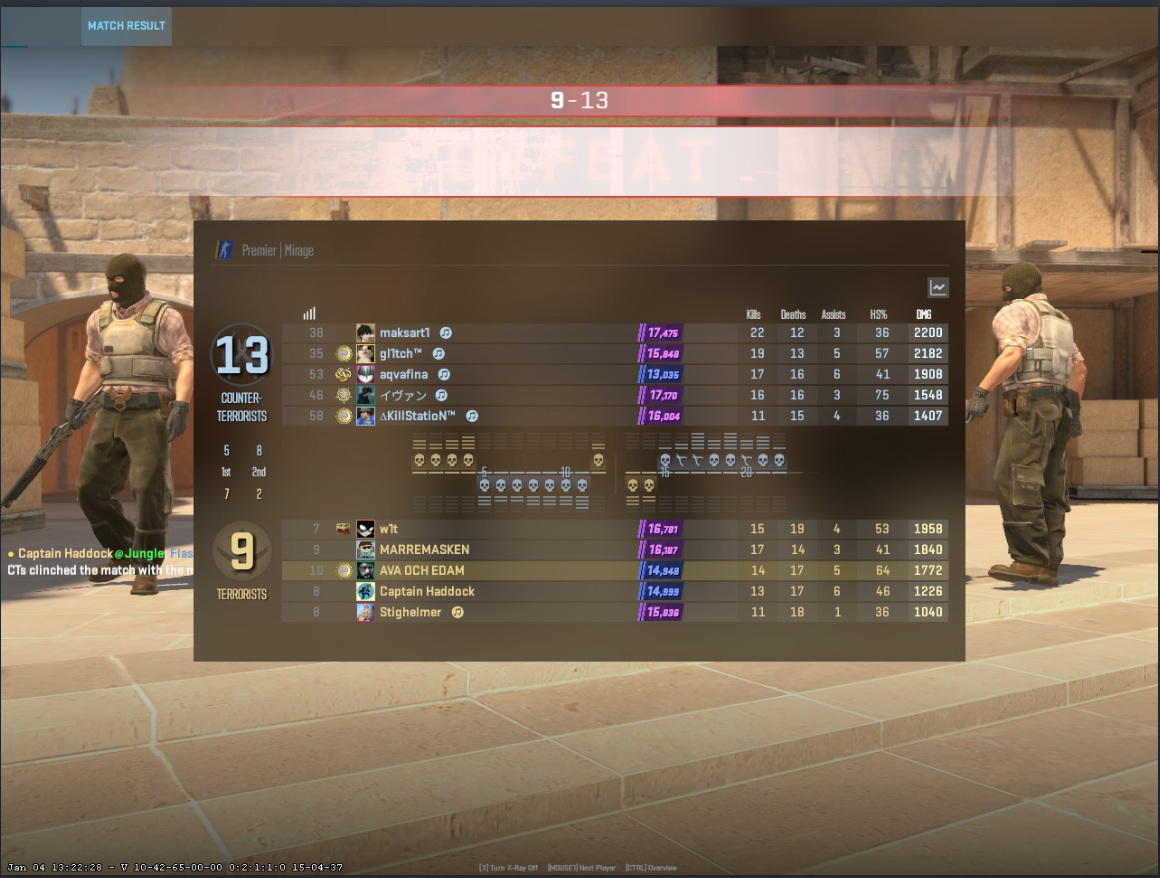 MATCH RESULT
9-13
DEFEAT
Premier | Mirage
Kills Deaths Assists HS% DMG
38 maksart1 17,475 22 12 3 36 2200
35 gl1tch™ 15,848 19 13 5 57 2182
53 aqvafina 13,035 17 16 6 41 1908
46 イヴァン 17,170 16 16 3 75 1548
58 ∆KillStatioN™ 16,004 11 15 4 36 1407
13
COUNTER-
TERRORISTS
5 8
1st 2nd
7 2
5 10 15 20
7 w1t 16,781 15 19 4 53 1958
9 MARREMASKEN 16,187 17 14 3 41 1840
10 AVA OCH EDAM 14,948 14 17 5 64 1772
8 Captain Haddock 14,999 13 17 6 46 1226
8 Stighelmer 15,836 11 18 1 36 1040
9
TERRORISTS
Captain Haddock@Jungle: Flas
CTs clinched the match with the m
Jan 04 13:22:28 - V 10-42-65-00-00 0:2:1:1:0 15-04-37
[X] Turn X-Ray Off [MOUSE1] Next Player [CTRL] Overview